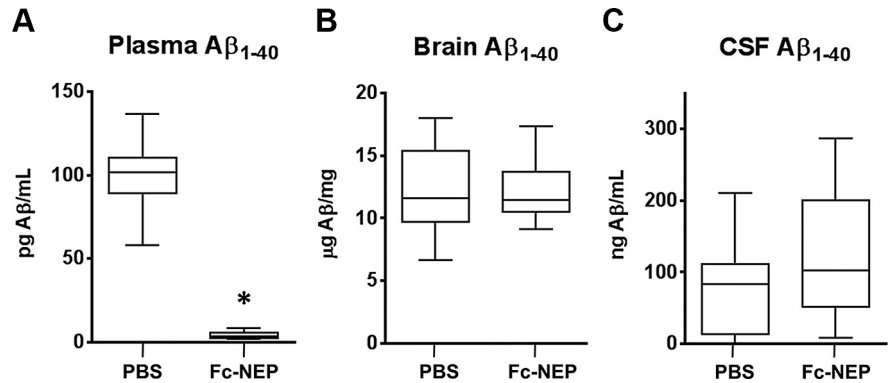 A
Plasma Aβ1-40
pg Aβ/mL
150
100
50
0
*
PBS
Fc-NEP
B
Brain Aβ1-40
µg Aβ/mg
20
15
10
5
0
PBS
Fc-NEP
C
CSF Aβ1-40
ng Aβ/mL
300
200
100
0
PBS
Fc-NEP